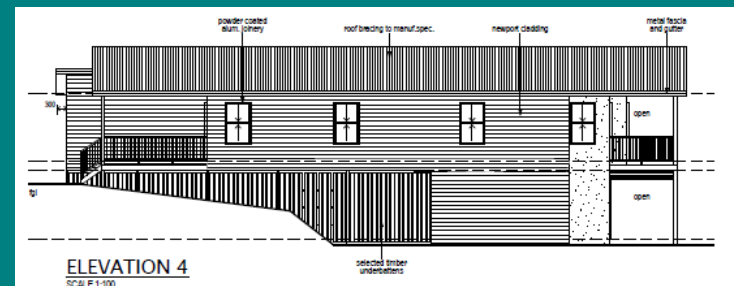 powder coated
alum. joinery
roof bracing to manuf.spec.
newport cladding
metal fascia
and gutter
300
open
fgl
open
selected timber
underbattens
ELEVATION 4
SCALE 1:100